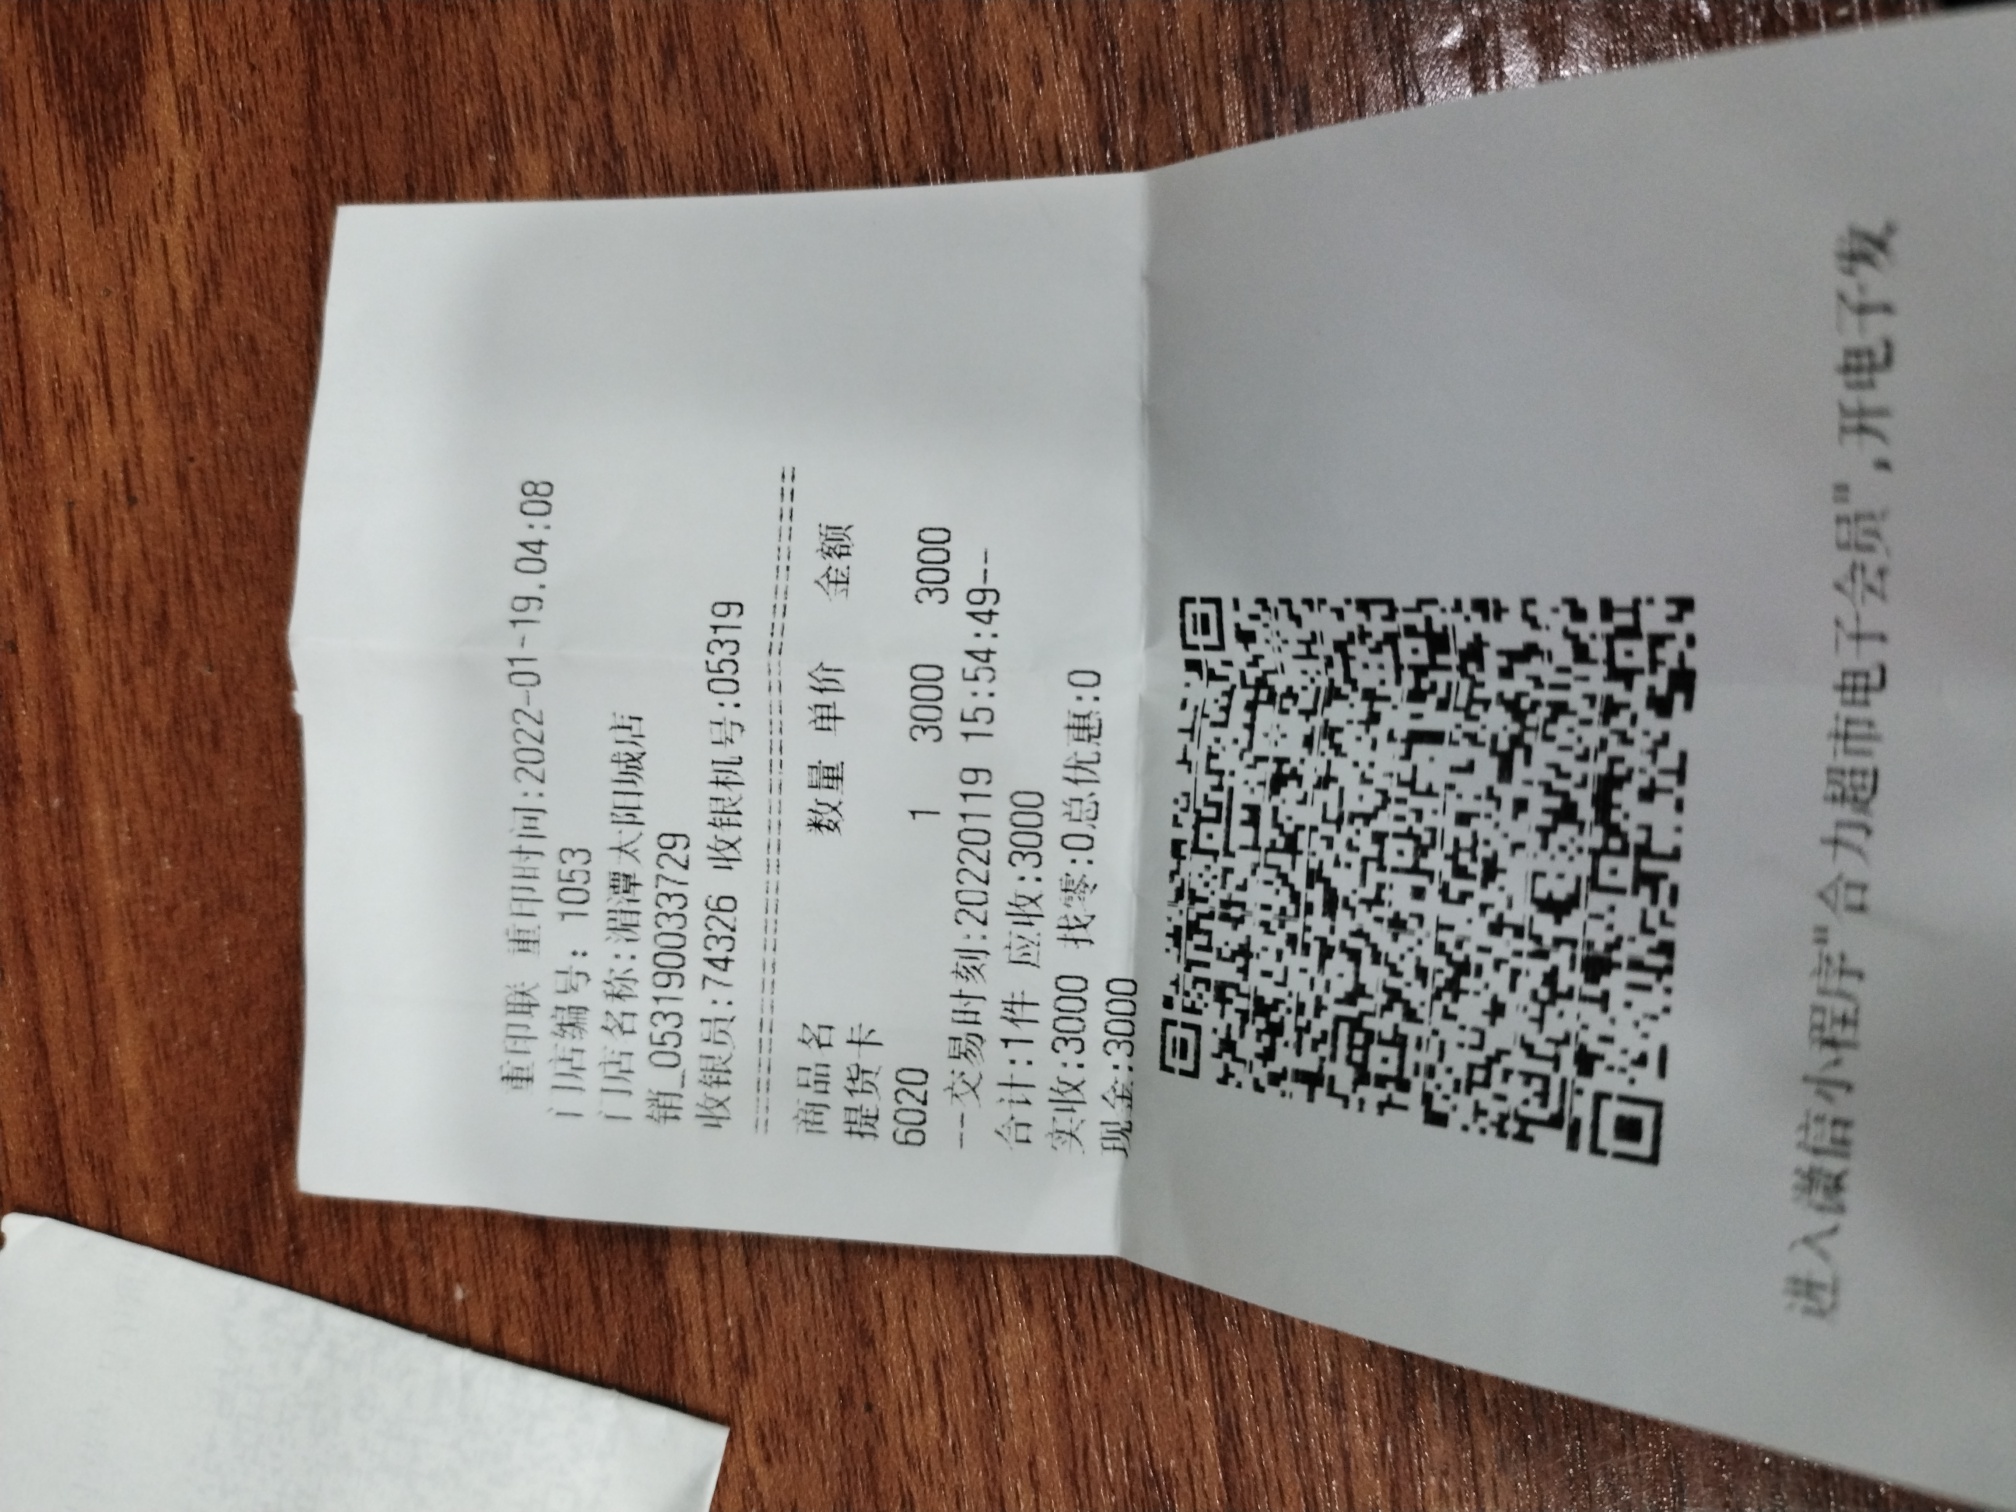 重印联 重印时间:2022-01-19.04:08
门店编号: 1053
门店名称:湄潭太阳城店
销_0531900337729
收银员:74326 收银机号:05319
商品名 数量 单价 金额
提货卡
6020 1 3000 3000
--交易时刻:20220119 15:54:49--
合计:1件 应收:3000
实收:3000 找零:0总优惠:0
现金:3000
进入微信小程序"合力超市电子会员",开电子发